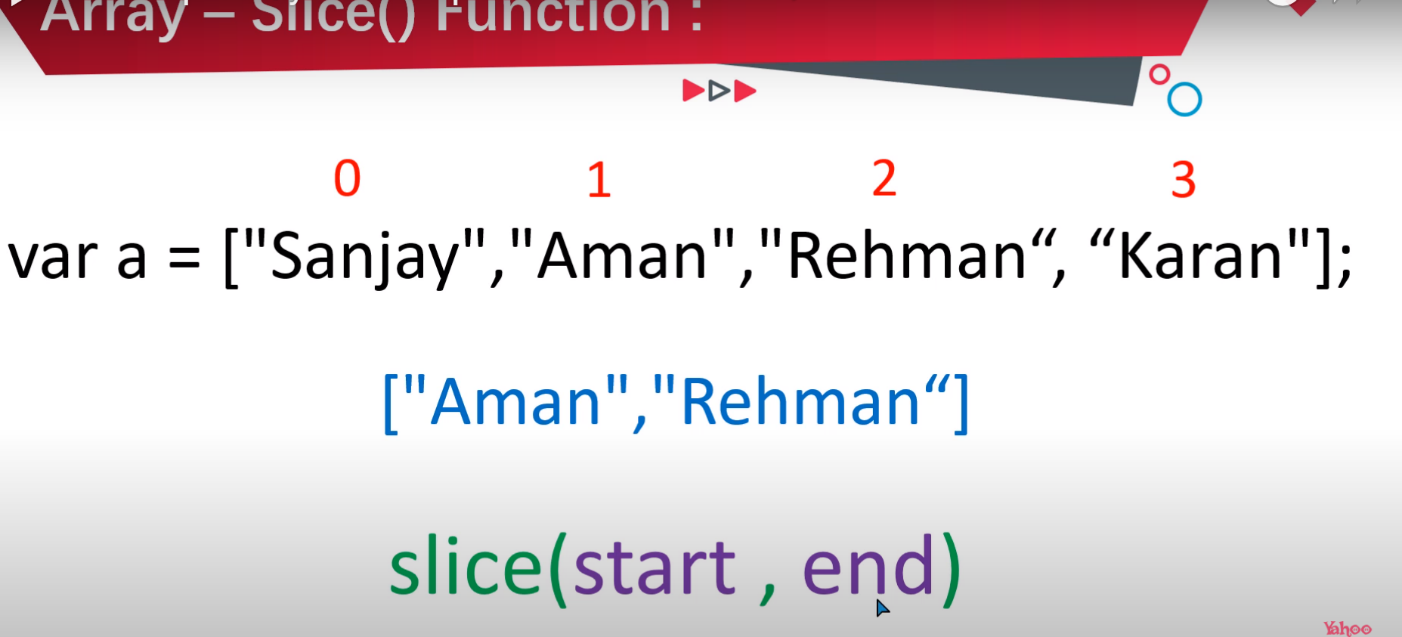 Array – Slice() Function :
0 1 2 3
var a = ["Sanjay","Aman","Rehman“, “Karan"];
["Aman","Rehman“]
slice(start , end)
Yahoo